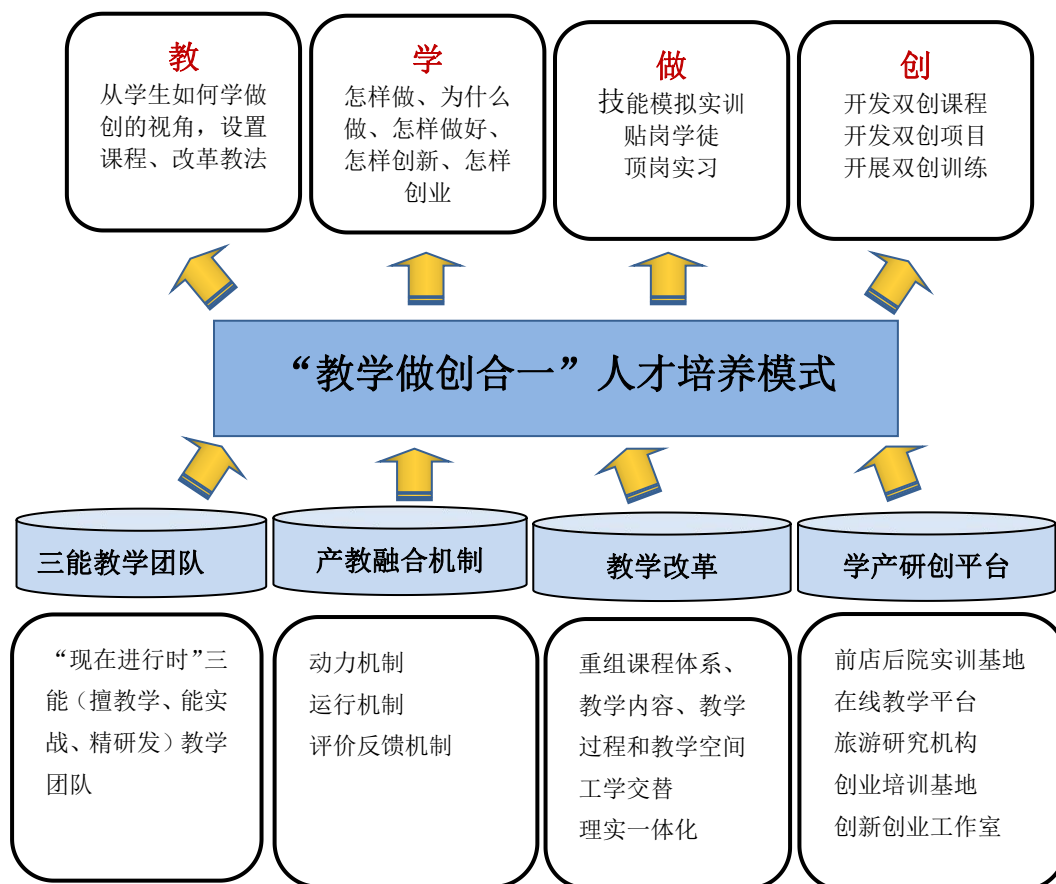 教
从学生如何学做
创的视角，设置
课程、改革教法
学
怎样做、为什么
做、怎样做好、
怎样创新、怎样
创业
做
技能模拟实训
贴岗学徒
顶岗实习
创
开发双创课程
开发双创项目
开展双创训练
“教学做创合一”人才培养模式
三能教学团队
产教融合机制
教学改革
学产研创平台
“现在进行时”三
能（擅教学、能实
战、精研发）教学
团队
动力机制
运行机制
评价反馈机制
重组课程体系、
教学内容、教学
过程和教学空间
工学交替
理实一体化
前店后院实训基地
在线教学平台
旅游研究机构
创业培训基地
创新创业工作室